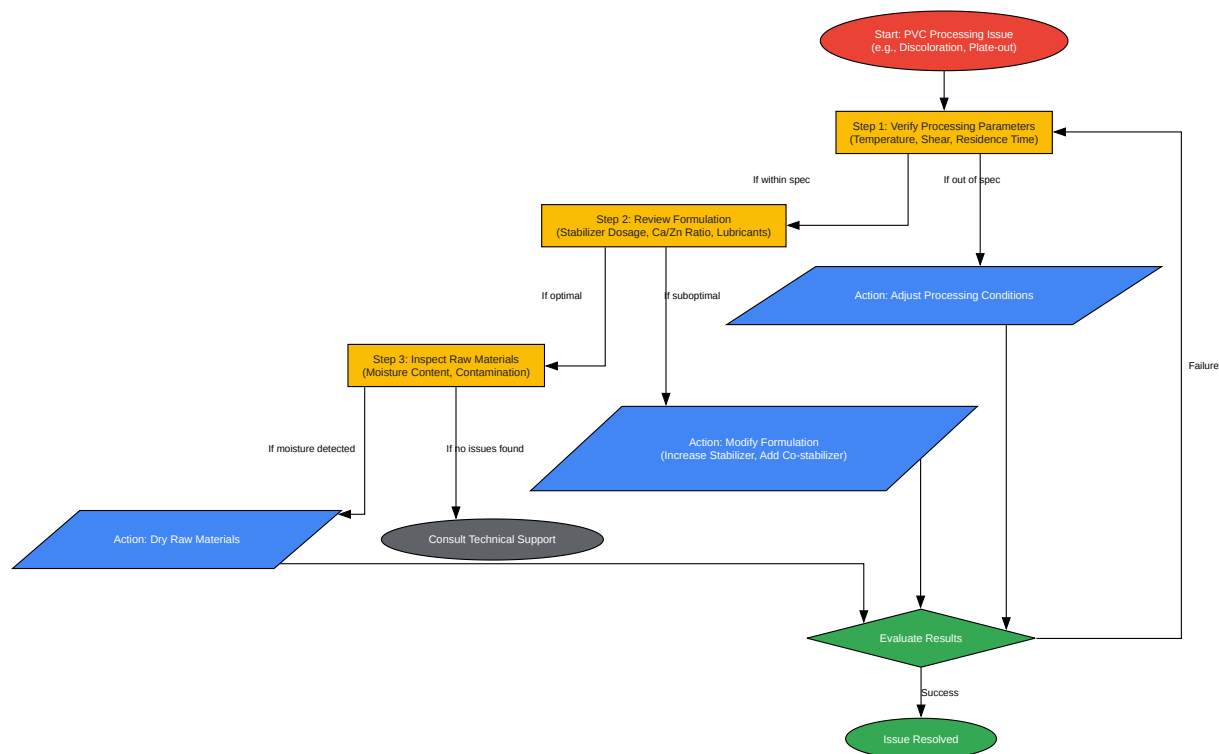 Start: PVC Processing Issue
(e.g., Discoloration, Plate-out)
Step 1: Verify Processing Parameters
(Temperature, Shear, Residence Time)
If within spec
If out of spec
Step 2: Review Formulation
(Stabilizer Dosage, Ca/Zn Ratio, Lubricants)
If optimal
If suboptimal
Action: Adjust Processing Conditions
Step 3: Inspect Raw Materials
(Moisture Content, Contamination)
Failure
If moisture detected
If no issues found
Action: Modify Formulation
(Increase Stabilizer, Add Co-stabilizer)
Action: Dry Raw Materials
Consult Technical Support
Evaluate Results
Success
Issue Resolved